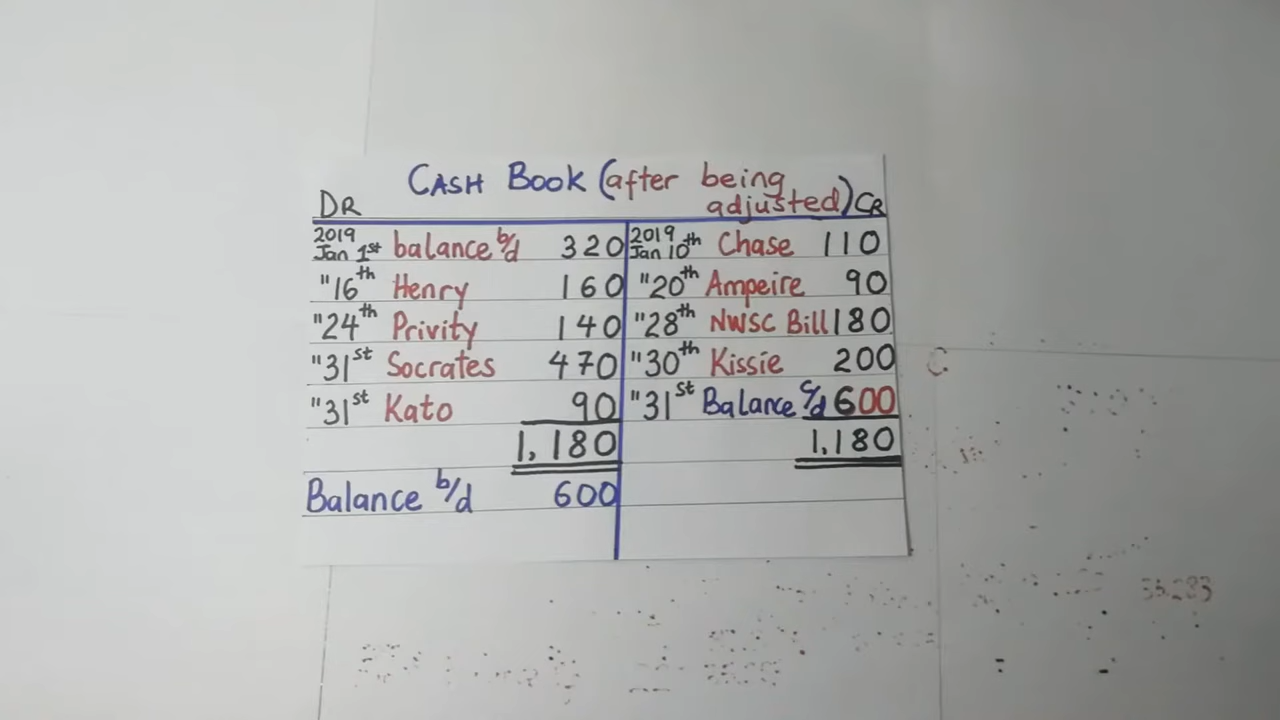 CASH BOOK (after being
adjusted)
DR CR
2019 Jan 1st balance b/d 320 2019 Jan 10th Chase 110
"16th Henry 160 "20th Ampeire 90
"24th Privity 140 "28th NWSC Bill 180
"31st Socrates 470 "30th Kissie 200
"31st Kato 90 "31st Balance c/d 600
1,180 1,180
Balance b/d 600